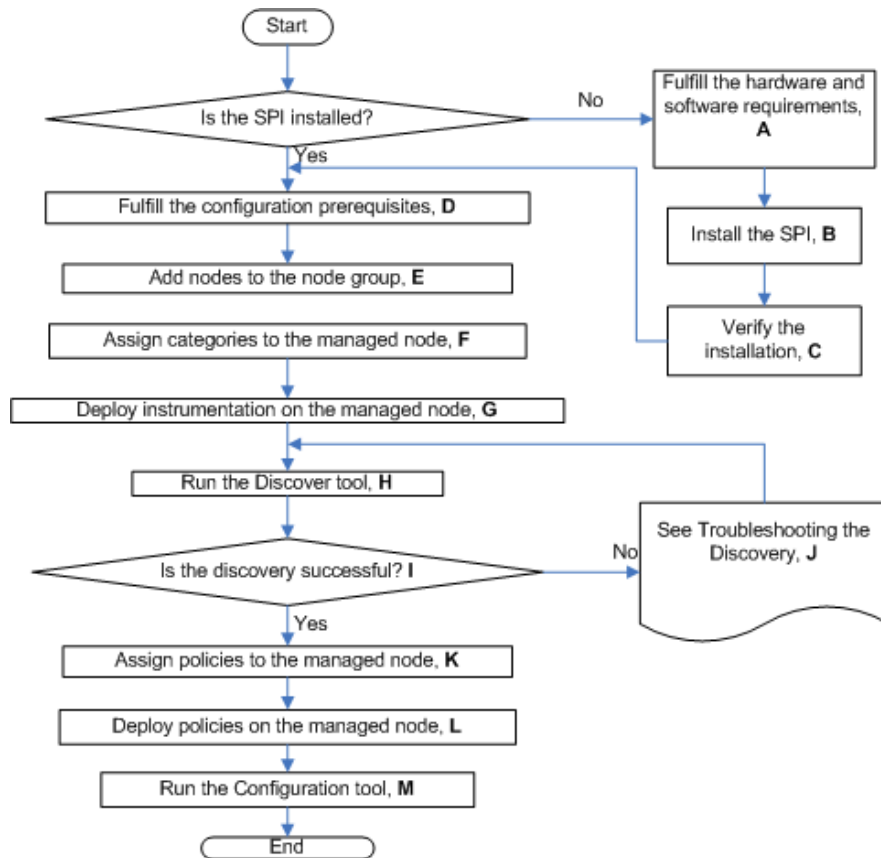 Start
Is the SPI installed?
No
Fulfill the hardware and
software requirements,
A
Yes
Fulfill the configuration prerequisites, D
Install the SPI, B
Add nodes to the node group, E
Verify the
installation, C
Assign categories to the managed node, F
Deploy instrumentation on the managed node, G
Run the Discover tool, H
See Troubleshooting the
Discovery, J
Is the discovery successful? I
No
Yes
Assign policies to the managed node, K
Deploy policies on the managed node, L
Run the Configuration tool, M
End